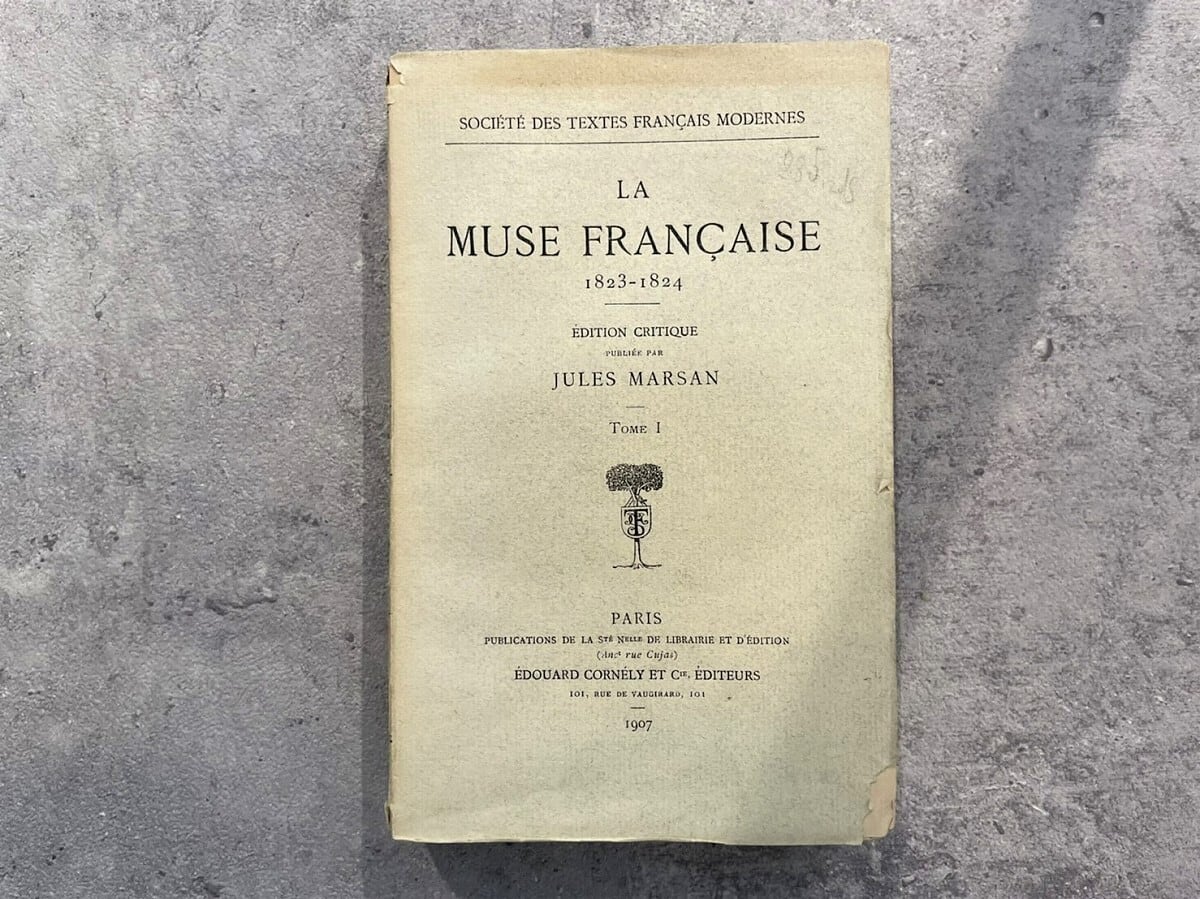 SOCIÉTÉ DES TEXTES FRANÇAIS MODERNES
LA
MUSE FRANÇAISE
1823-1824
ÉDITION CRITIQUE
PUBLIÉE PAR
JULES MARSAN
TOME I
PARIS
PUBLICATIONS DE LA STÉ NELLE DE LIBRAIRIE ET D'ÉDITION
(Anct rue Cujas)
ÉDOUARD CORNÉLY ET CIE, ÉDITEURS
101, RUE DE VAUGIRARD, 101
1907